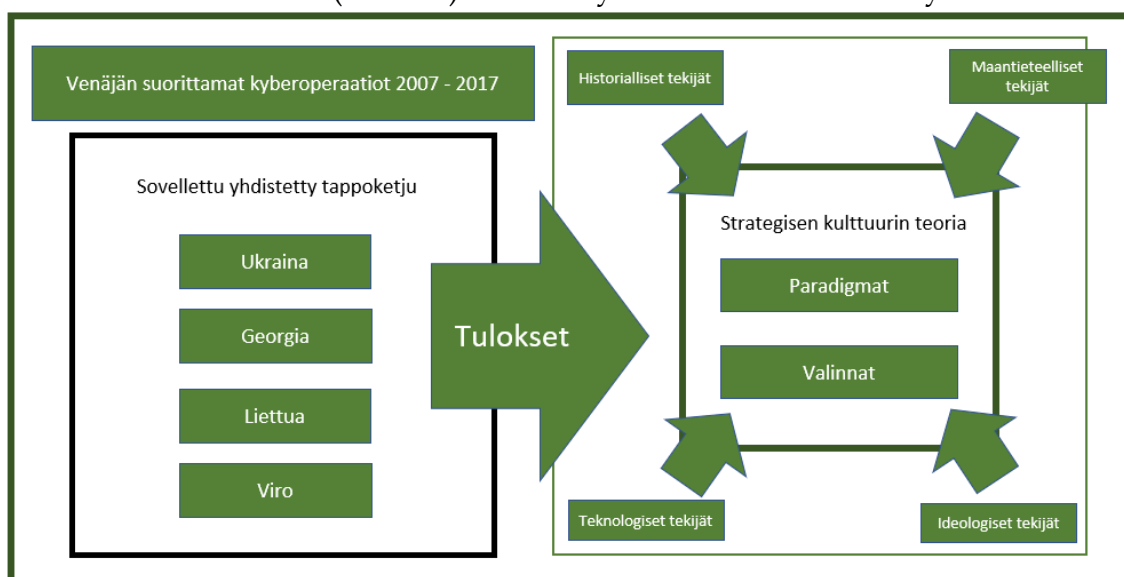 Venäjän suorittamat kyberoperaatiot 2007 - 2017
Sovellettu yhdistetty tappoketju
Ukraina
Georgia
Liettua
Viro
Tulokset
Historialliset tekijät
Maantieteelliset
tekijät
Strategisen kulttuurin teoria
Paradigmat
Valinnat
Teknologiset tekijät
Ideologiset tekijät